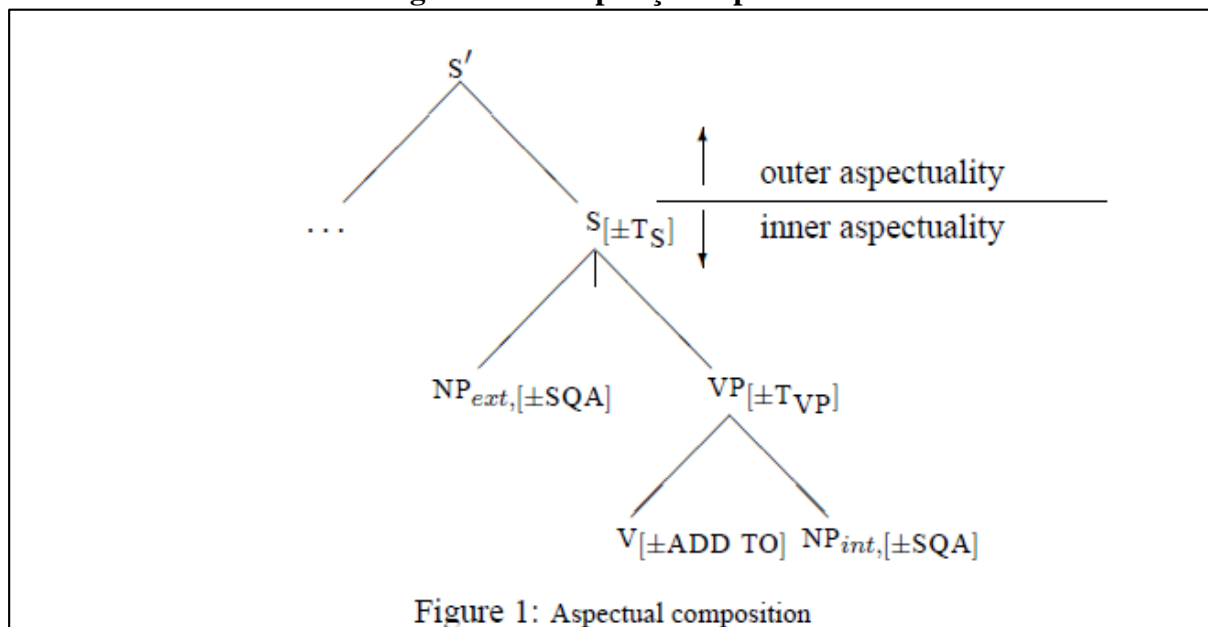 S′
outer aspectuality
... S[±TS] inner aspectuality
NPext,[±SQA] VP[±TVP]
V[±ADD TO] NPint,[±SQA]
Figure 1: Aspectual composition